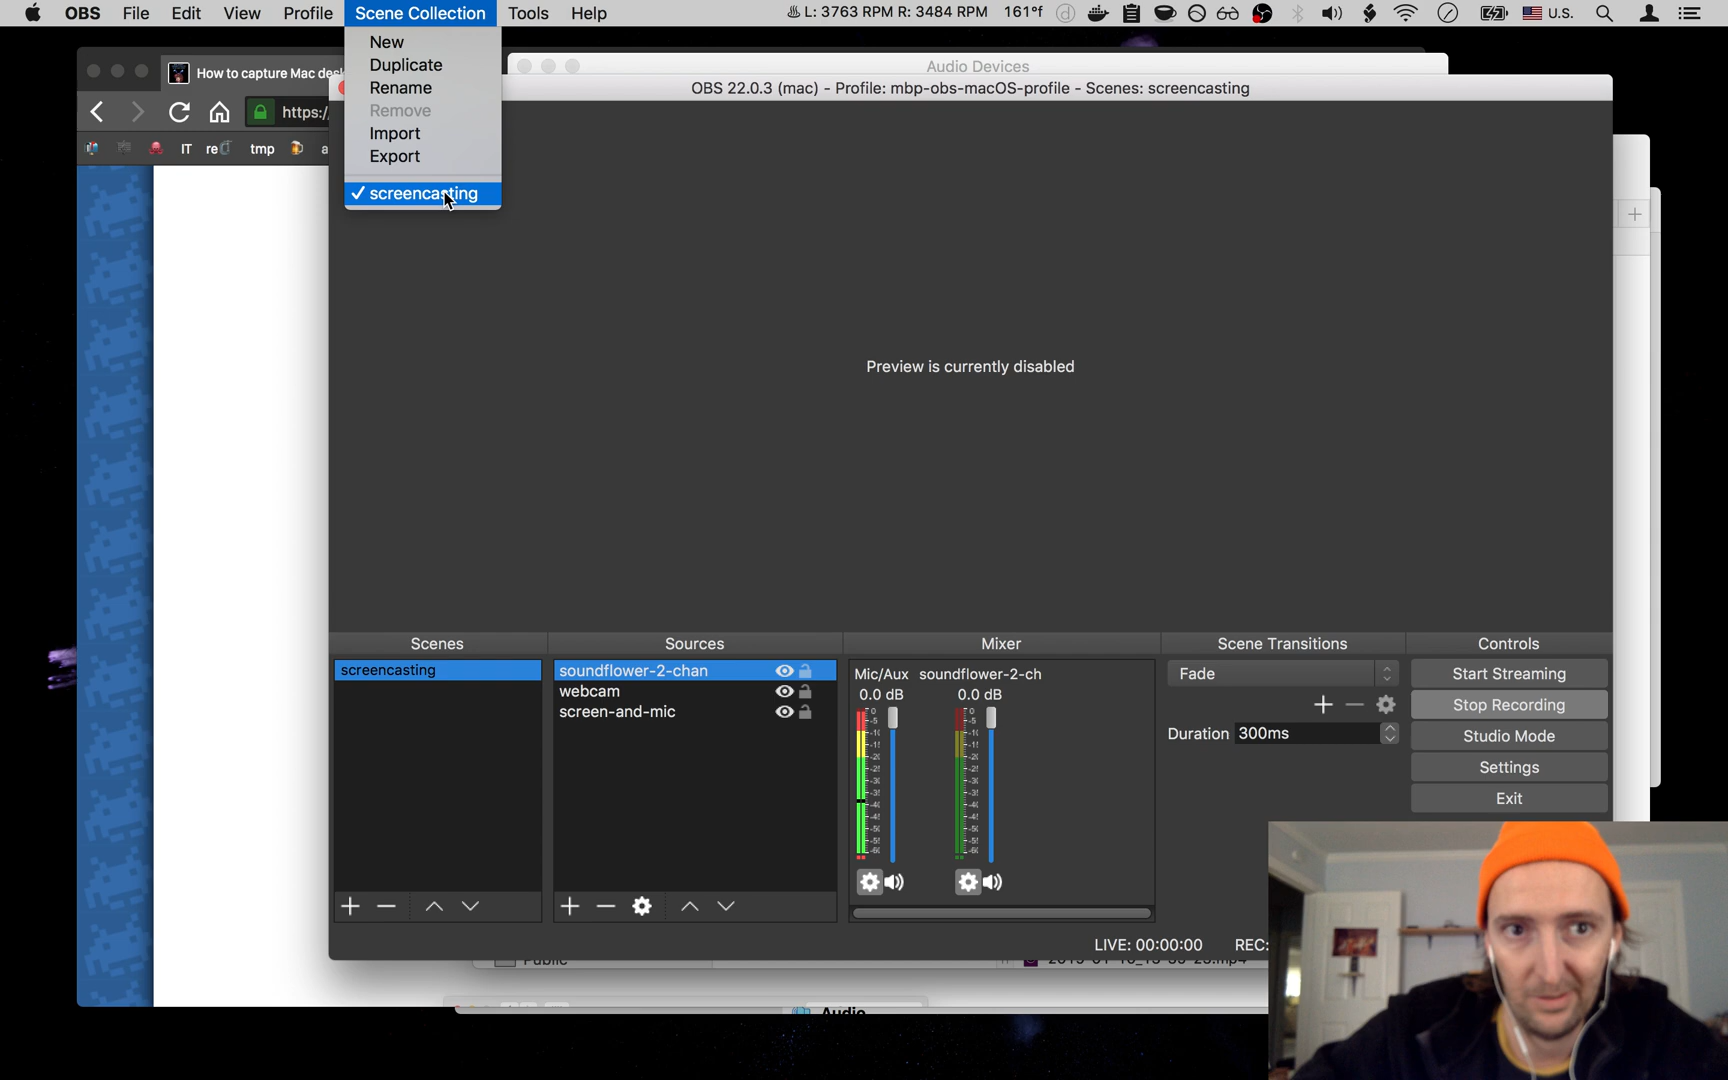 OBS File Edit View Profile Scene Collection Tools Help L: 3763 RPM R: 3484 RPM 161°f U.S.
New
Duplicate
Rename
Remove
Import
Export
✓ screencasting
How to capture Mac des
Audio Devices
OBS 22.0.3 (mac) - Profile: mbp-obs-macOS-profile - Scenes: screencasting
https:/
IT re tmp a
Preview is currently disabled
Scenes Sources Mixer Scene Transitions Controls
screencasting
soundflower-2-chan
webcam
screen-and-mic
Mic/Aux soundflower-2-ch
0.0 dB 0.0 dB
Fade
Duration 300ms
Start Streaming
Stop Recording
Studio Mode
Settings
Exit
LIVE: 00:00:00 REC:
Public
Audio